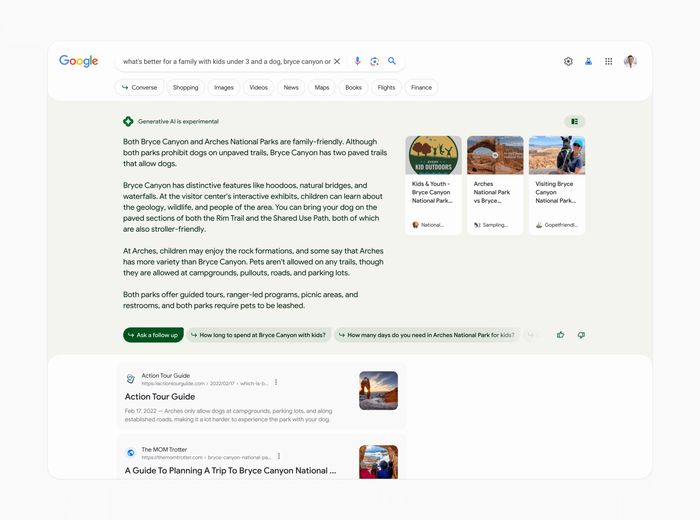 Google
what's better for a family with kids under 3 and a dog, bryce canyon or
Converse
Shopping
Images
Videos
News
Maps
Books
Flights
Finance
Generative AI is experimental
Both Bryce Canyon and Arches National Parks are family-friendly. Although
both parks prohibit dogs on unpaved trails, Bryce Canyon has two paved trails
that allow dogs.
Bryce Canyon has distinctive features like hoodoos, natural bridges, and
waterfalls. At the visitor center's interactive exhibits, children can learn about
the geology, wildlife, and people of the area. You can bring your dog on the
paved sections of both the Rim Trail and the Shared Use Path, both of which
are also stroller-friendly.
At Arches, children may enjoy the rock formations, and some say that Arches
has more variety than Bryce Canyon. Pets aren't allowed on any trails, though
they are allowed at campgrounds, pullouts, roads, and parking lots.
Both parks offer guided tours, ranger-led programs, picnic areas, and
restrooms, and both parks require pets to be leashed.
KID OUTDOORS
Kids & Youth -
Bryce Canyon
National Park...
National...
Arches
National Park
vs Bryce...
Sampling...
Visiting Bryce
Canyon
National Park...
Gopetfriendl...
Ask a follow up
How long to spend at Bryce Canyon with kids?
How many days do you need in Arches National Park for kids?
Action Tour Guide
https://actiontourguide.com › 2022/02/17 › which-is-b...
Action Tour Guide
Feb 17, 2022 — Arches only allow dogs at campgrounds, parking lots, and along
established roads, making it a lot harder to experience the park with your dog.
The MOM Trotter
https://themomtrotter.com › bryce-canyon-national-pa...
A Guide To Planning A Trip To Bryce Canyon National ...